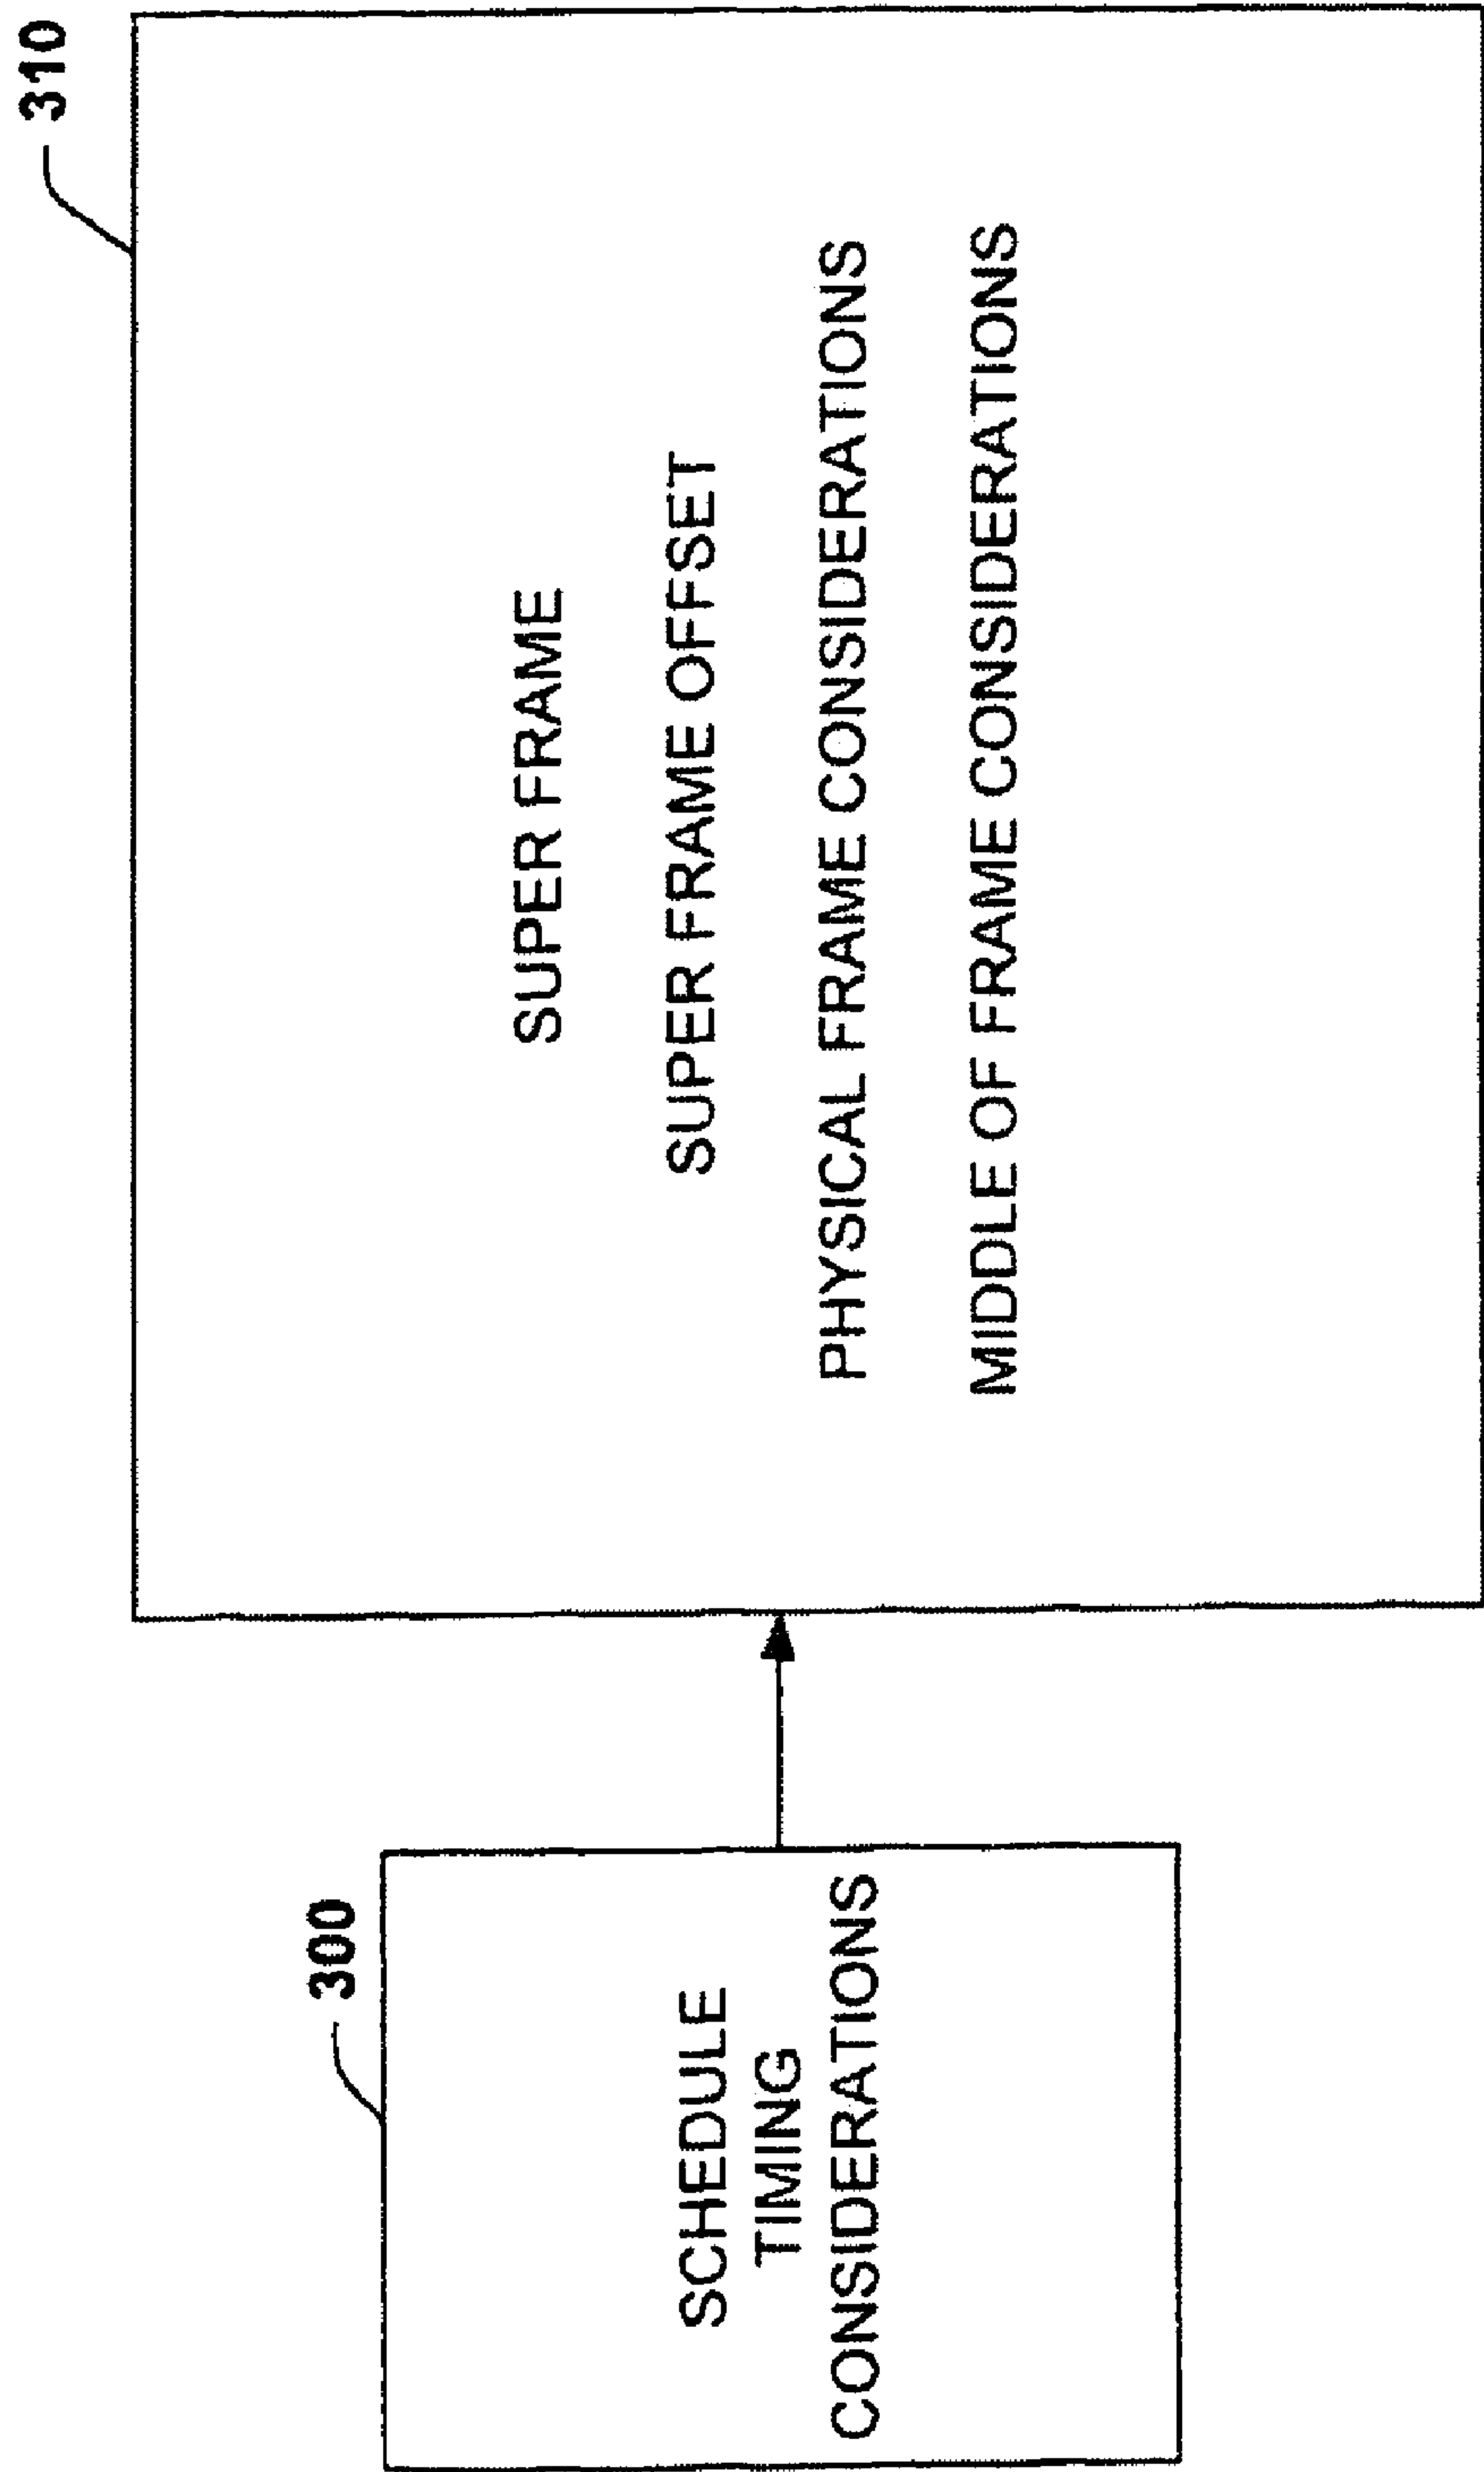 300
SCHEDULE
TIMING
CONSIDERATIONS
310
SUPER FRAME
SUPER FRAME OFFSET
PHYSICAL FRAME CONSIDERATIONS
MIDDLE OF FRAME CONSIDERATIONS